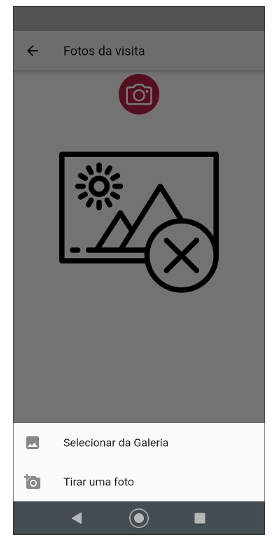 Fotos da visita
Selecionar da Galeria
Tirar uma foto